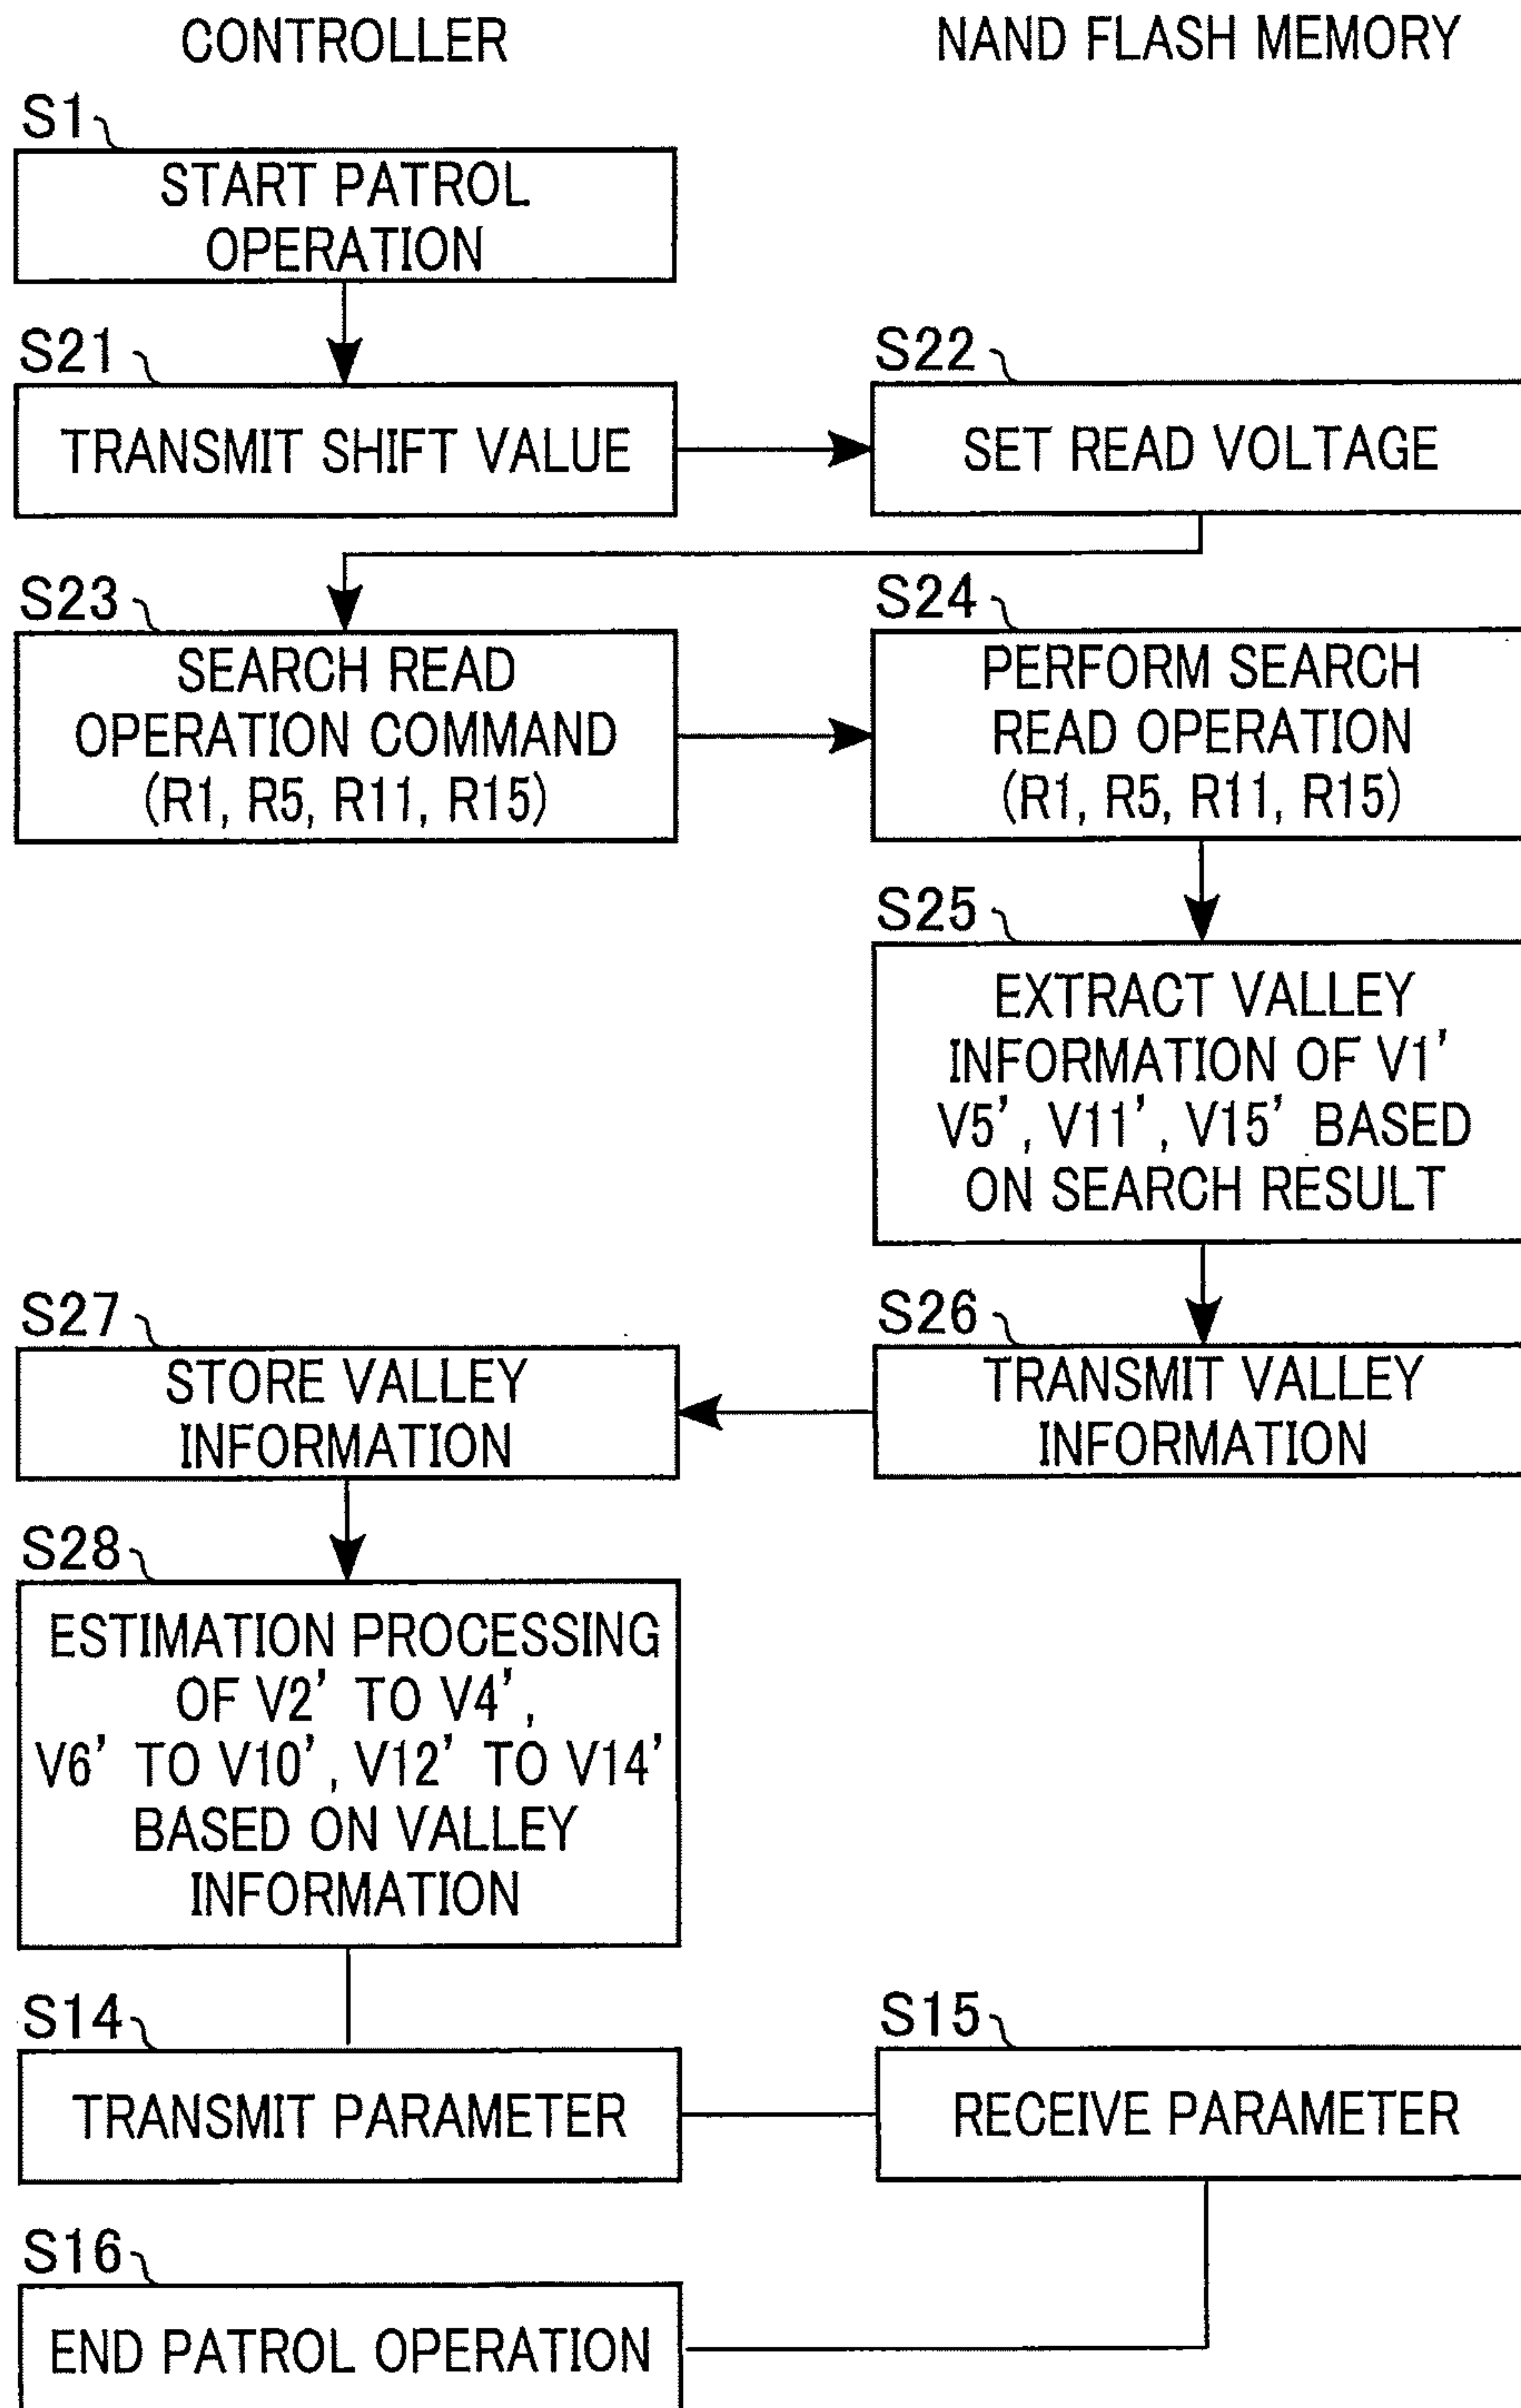 CONTROLLER
NAND FLASH MEMORY
S1
START PATROL
OPERATION
S21
TRANSMIT SHIFT VALUE
S22
SET READ VOLTAGE
S23
SEARCH READ
OPERATION COMMAND
(R1, R5, R11, R15)
S24
PERFORM SEARCH
READ OPERATION
(R1, R5, R11, R15)
S25
EXTRACT VALLEY
INFORMATION OF V1'
V5', V11', V15' BASED
ON SEARCH RESULT
S26
TRANSMIT VALLEY
INFORMATION
S27
STORE VALLEY
INFORMATION
S28
ESTIMATION PROCESSING
OF V2' TO V4',
V6' TO V10', V12' TO V14'
BASED ON VALLEY
INFORMATION
S14
TRANSMIT PARAMETER
S15
RECEIVE PARAMETER
S16
END PATROL OPERATION